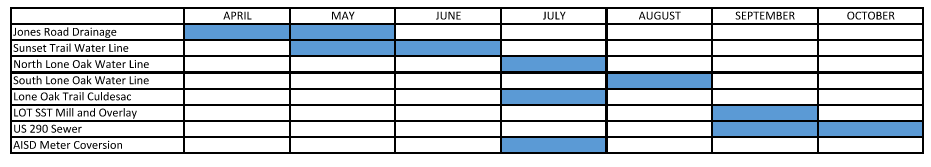 APRIL MAY JUNE JULY AUGUST SEPTEMBER OCTOBER
Jones Road Drainage
Sunset Trail Water Line
North Lone Oak Water Line
South Lone Oak Water Line
Lone Oak Trail Culdesac
LOT SST Mill and Overlay
US 290 Sewer
AISD Meter Coversion